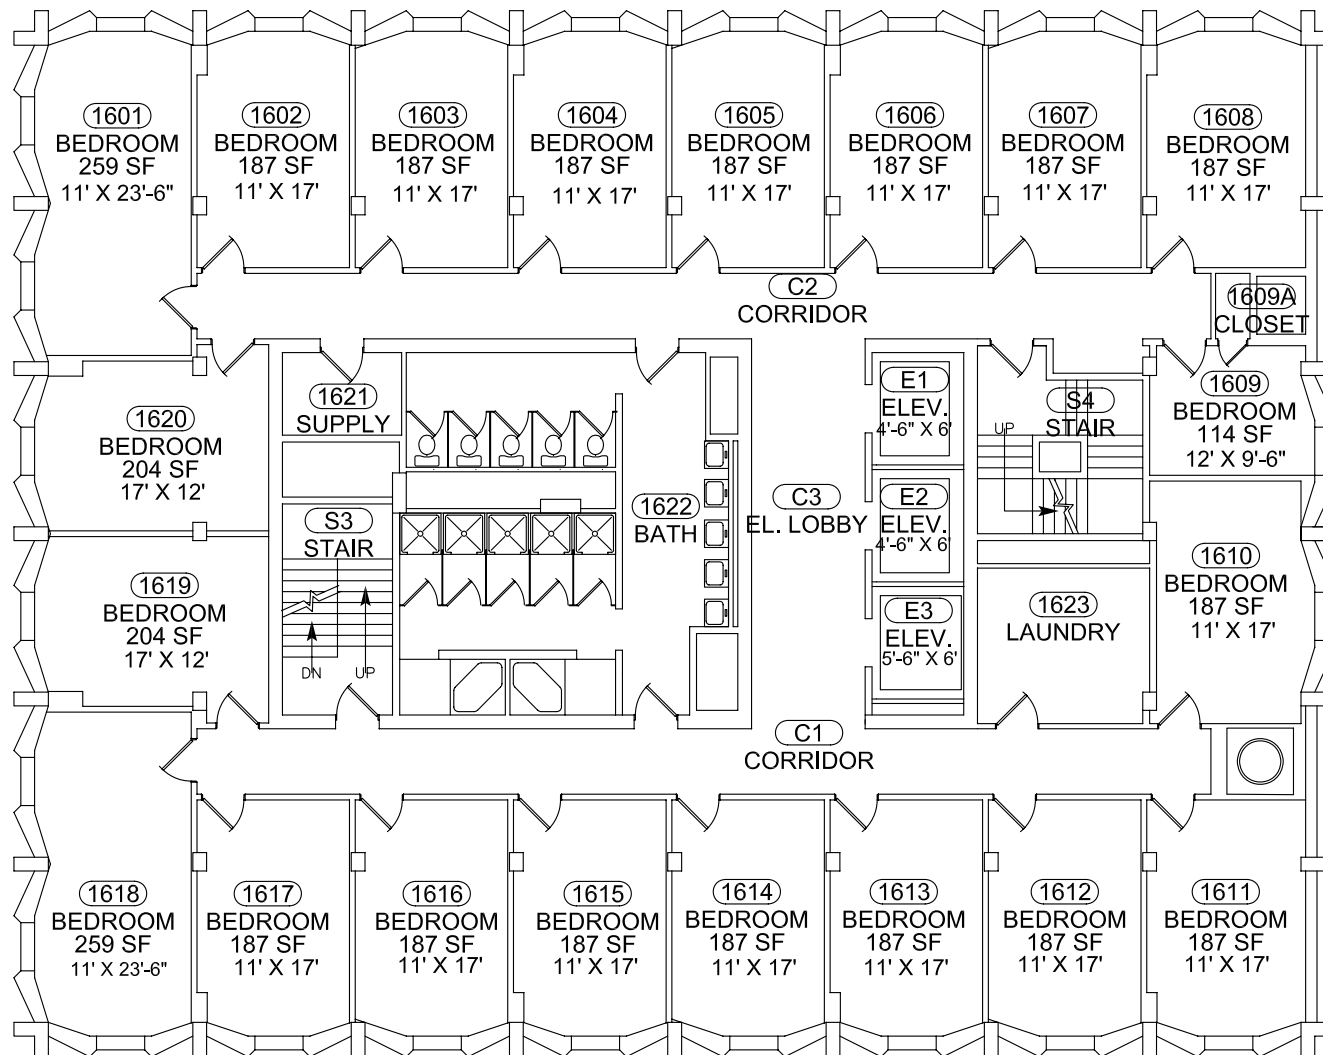 1601
BEDROOM
259 SF
11' X 23'-6"
1602
BEDROOM
187 SF
11' X 17'
1603
BEDROOM
187 SF
11' X 17'
1604
BEDROOM
187 SF
11' X 17'
1605
BEDROOM
187 SF
11' X 17'
1606
BEDROOM
187 SF
11' X 17'
1607
BEDROOM
187 SF
11' X 17'
1608
BEDROOM
187 SF
11' X 17'
C2
CORRIDOR
1609A
CLOSET
1620
BEDROOM
204 SF
17' X 12'
1621
SUPPLY
E1
ELEV.
4'-6" X 6'
S4
STAIR
UP
1609
BEDROOM
114 SF
12' X 9'-6"
S3
STAIR
DN
UP
1622
BATH
C3
EL. LOBBY
E2
ELEV.
4'-6" X 6'
1619
BEDROOM
204 SF
17' X 12'
E3
ELEV.
5'-6" X 6'
1623
LAUNDRY
1610
BEDROOM
187 SF
11' X 17'
C1
CORRIDOR
1618
BEDROOM
259 SF
11' X 23'-6"
1617
BEDROOM
187 SF
11' X 17'
1616
BEDROOM
187 SF
11' X 17'
1615
BEDROOM
187 SF
11' X 17'
1614
BEDROOM
187 SF
11' X 17'
1613
BEDROOM
187 SF
11' X 17'
1612
BEDROOM
187 SF
11' X 17'
1611
BEDROOM
187 SF
11' X 17'